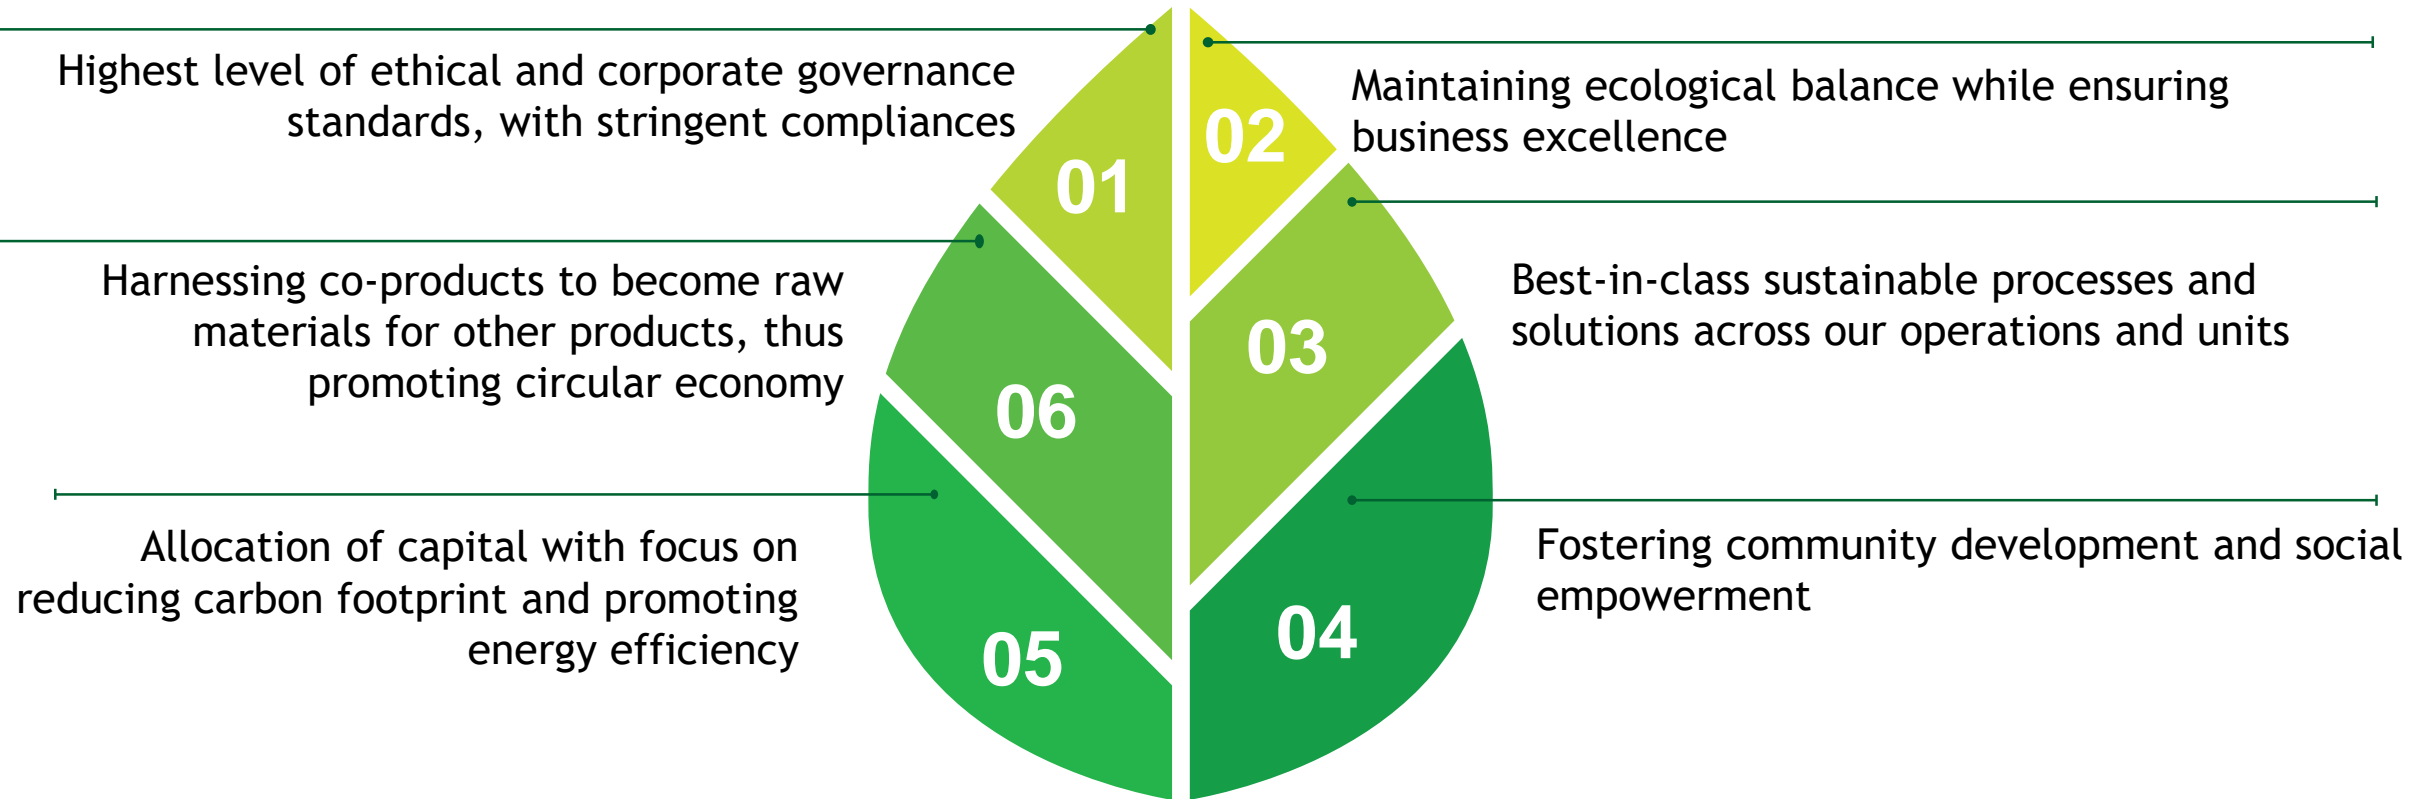 Highest level of ethical and corporate governance
standards, with stringent compliances
01
02
Maintaining ecological balance while ensuring
business excellence
03
Best-in-class sustainable processes and
solutions across our operations and units
04
Fostering community development and social
empowerment
05
Allocation of capital with focus on
reducing carbon footprint and promoting
energy efficiency
06
Harnessing co-products to become raw
materials for other products, thus
promoting circular economy